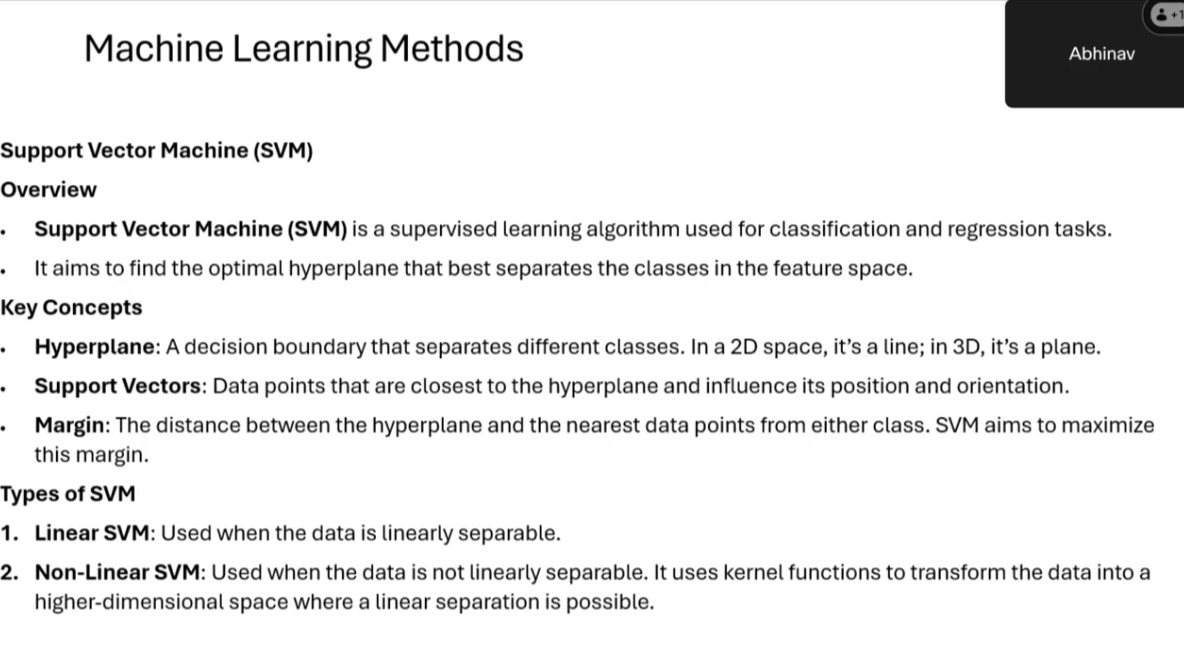 Machine Learning Methods
+1
Abhinav
Support Vector Machine (SVM)
Overview
• Support Vector Machine (SVM) is a supervised learning algorithm used for classification and regression tasks.
• It aims to find the optimal hyperplane that best separates the classes in the feature space.
Key Concepts
• Hyperplane: A decision boundary that separates different classes. In a 2D space, it’s a line; in 3D, it’s a plane.
• Support Vectors: Data points that are closest to the hyperplane and influence its position and orientation.
• Margin: The distance between the hyperplane and the nearest data points from either class. SVM aims to maximize
this margin.
Types of SVM
1. Linear SVM: Used when the data is linearly separable.
2. Non-Linear SVM: Used when the data is not linearly separable. It uses kernel functions to transform the data into a
higher-dimensional space where a linear separation is possible.